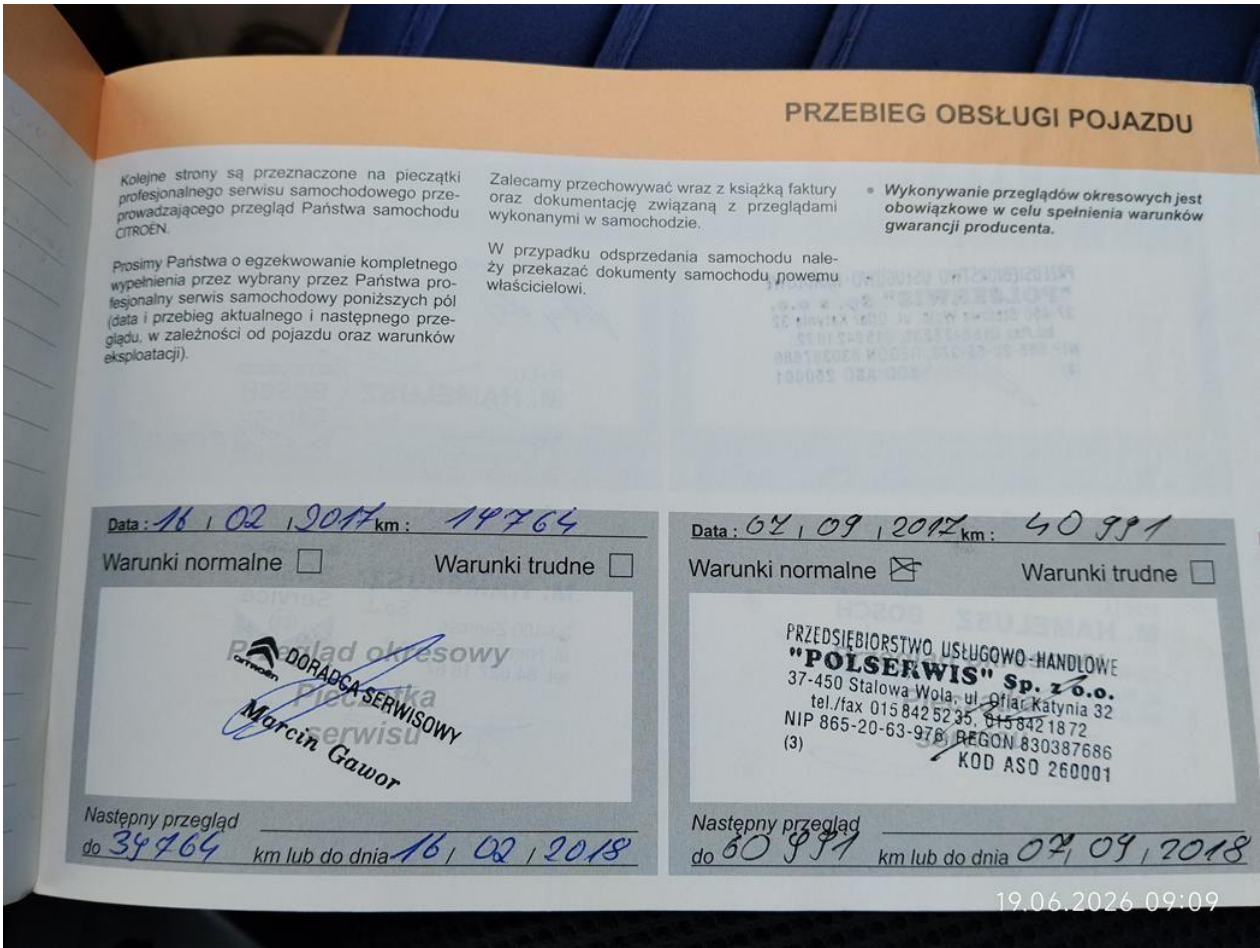 PRZEBIEG OBSŁUGI POJAZDU
Kolejne strony są przeznaczone na pieczątki
profesjonalnego serwisu samochodowego prze-
prowadzającego przegląd Państwa samochodu
CITROËN.
Prosimy Państwa o egzekwowanie kompletnego
wypełnienia przez wybrany przez Państwa pro-
fesjonalny serwis samochodowy poniższych pól
(data i przebieg aktualnego i następnego prze-
glądu, w zależności od pojazdu oraz warunków
eksploatacji).
Zalecamy przechowywać wraz z książką faktury
oraz dokumentację związaną z przeglądami
wykonanymi w samochodzie.
W przypadku odsprzedania samochodu nale-
ży przekazać dokumenty samochodu nowemu
właścicielowi.
• Wykonywanie przeglądów okresowych jest
obowiązkowe w celu spełnienia warunków
gwarancji producenta.
Data : 16 / 02 / 2017 km : 14764
Warunki normalne Warunki trudne
Przegląd okresowy
Pieczątka
serwisu
CITROËN DORADCA SERWISOWY
Marcin Gawor
Następny przegląd
do 34764 km lub do dnia 16 / 02 / 2018
Data : 07 / 09 / 2017 km : 40 991
Warunki normalne Warunki trudne
PRZEDSIĘBIORSTWO USŁUGOWO-HANDLOWE
"POLSERWIS" Sp. z o.o.
37-450 Stalowa Wola, ul. Ofiar Katynia 32
tel./fax 015 842 52 35, 015 842 18 72
NIP 865-20-63-976, REGON 830387686
(3) KOD ASO 260001
Następny przegląd
do 60 991 km lub do dnia 07 / 09 / 2018
19.06.2026 09:09